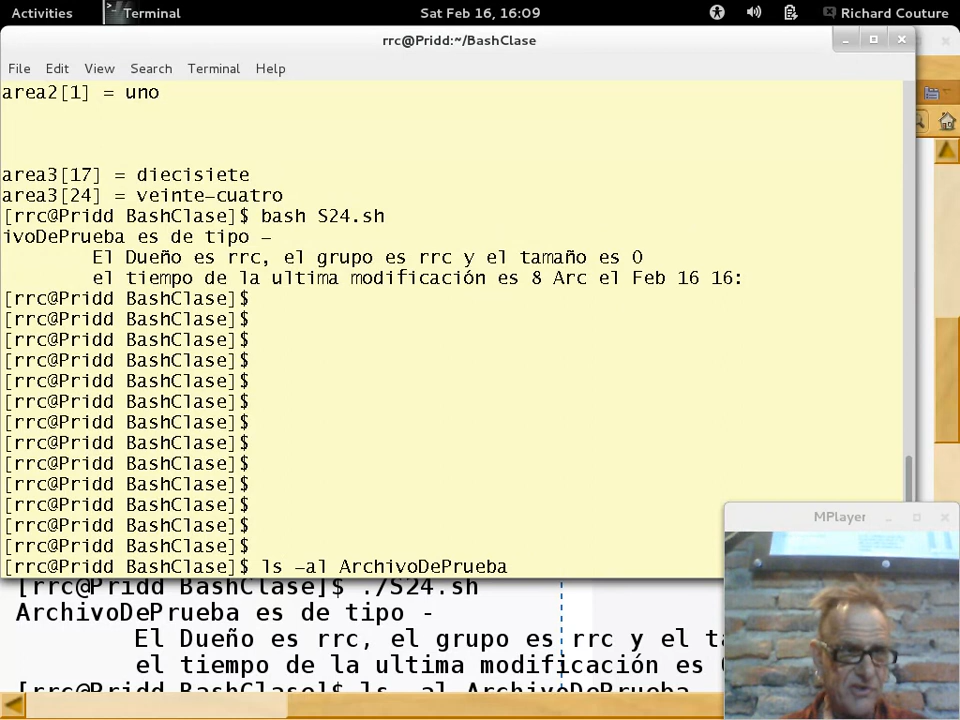 Activities Terminal Sat Feb 16, 16:09 Richard Couture
rrc@Pridd:~/BashClase
File Edit View Search Terminal Help
area2[1] = uno
area3[17] = diecisiete
area3[24] = veinte-cuatro
[rrc@Pridd BashClase]$ bash S24.sh
ivoDePrueba es de tipo -
El Dueño es rrc, el grupo es rrc y el tamaño es 0
el tiempo de la ultima modificación es 8 Arc el Feb 16 16:
[rrc@Pridd BashClase]$
[rrc@Pridd BashClase]$
[rrc@Pridd BashClase]$
[rrc@Pridd BashClase]$
[rrc@Pridd BashClase]$
[rrc@Pridd BashClase]$
[rrc@Pridd BashClase]$
[rrc@Pridd BashClase]$
[rrc@Pridd BashClase]$
[rrc@Pridd BashClase]$
[rrc@Pridd BashClase]$
[rrc@Pridd BashClase]$
[rrc@Pridd BashClase]$
[rrc@Pridd BashClase]$ ls -al ArchivoDePrueba
MPlayer
[rrc@Pridd BashClase]$ ./S24.sh
ArchivoDePrueba es de tipo -
El Dueño es rrc, el grupo es rrc y el ta
el tiempo de la ultima modificación es
[rrc@Pridd BashClase]$ ls -al ArchivoDePrueba